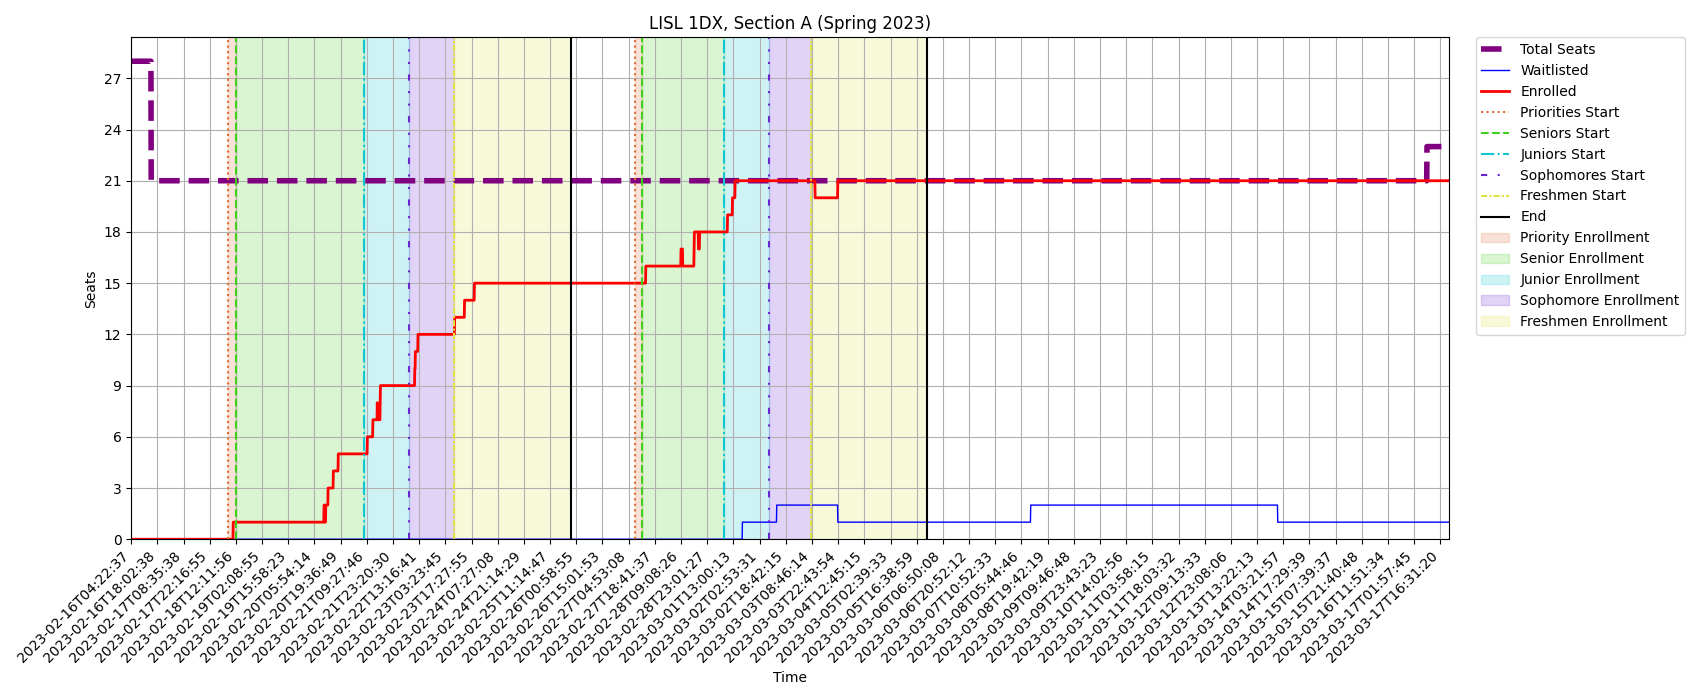 LISL 1DX, Section A (Spring 2023)
Total Seats
Waitlisted
Enrolled
Priorities Start
Seniors Start
Juniors Start
Sophomores Start
Freshmen Start
End
Priority Enrollment
Senior Enrollment
Junior Enrollment
Sophomore Enrollment
Freshmen Enrollment
Seats
27
24
21
18
15
12
9
6
3
0
2023-02-16T04:22:37
2023-02-16T18:02:38
2023-02-17T08:35:38
2023-02-17T22:16:55
2023-02-18T12:11:56
2023-02-19T02:08:55
2023-02-19T15:58:23
2023-02-20T05:54:14
2023-02-20T19:36:49
2023-02-21T09:27:46
2023-02-21T23:20:30
2023-02-22T13:16:41
2023-02-23T03:23:45
2023-02-23T17:27:55
2023-02-24T07:27:08
2023-02-24T21:14:29
2023-02-25T11:14:47
2023-02-26T00:58:55
2023-02-26T15:01:53
2023-02-27T04:53:08
2023-02-27T18:41:37
2023-02-28T09:08:26
2023-02-28T23:01:27
2023-03-01T13:00:13
2023-03-02T02:53:31
2023-03-02T18:42:15
2023-03-03T08:46:14
2023-03-03T22:43:54
2023-03-04T12:45:15
2023-03-05T02:39:33
2023-03-05T16:38:59
2023-03-06T06:50:08
2023-03-06T20:52:12
2023-03-07T10:52:33
2023-03-08T05:44:46
2023-03-08T19:42:19
2023-03-09T09:46:48
2023-03-09T23:43:23
2023-03-10T14:02:56
2023-03-11T03:58:15
2023-03-11T18:03:32
2023-03-12T09:13:33
2023-03-12T23:08:06
2023-03-13T13:22:13
2023-03-14T03:21:57
2023-03-14T17:29:39
2023-03-15T07:39:37
2023-03-15T21:40:48
2023-03-16T11:51:34
2023-03-17T01:57:45
2023-03-17T16:31:20
Time